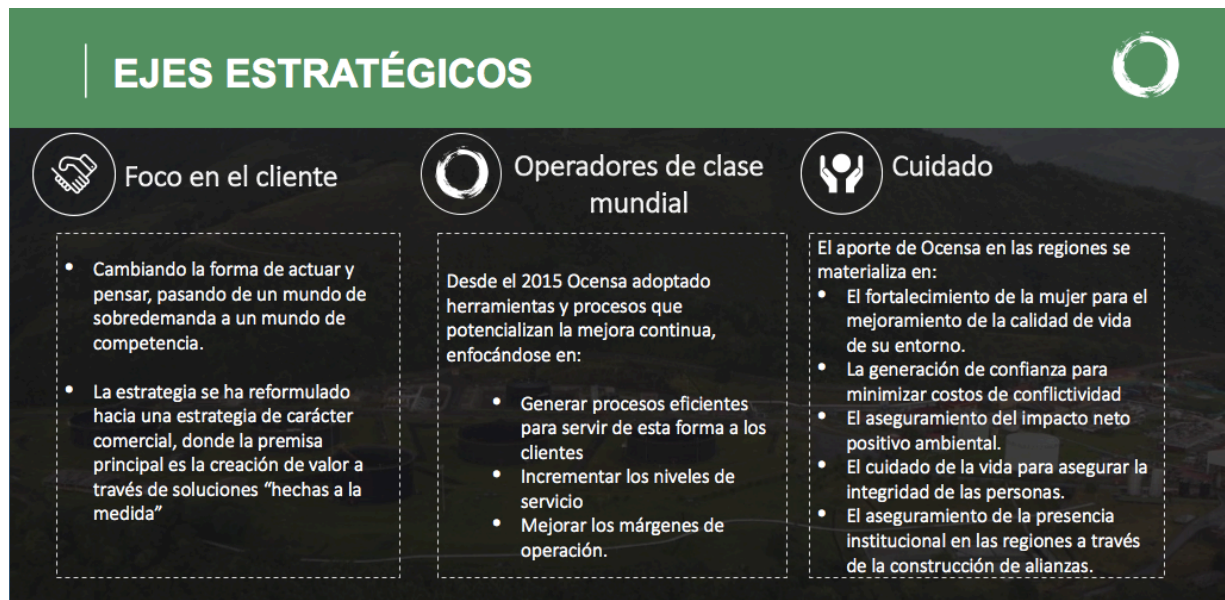 EJES ESTRATÉGICOS
Foco en el cliente
• Cambiando la forma de actuar y
pensar, pasando de un mundo de
sobredemanda a un mundo de
competencia.
• La estrategia se ha reformulado
hacia una estrategia de carácter
comercial, donde la premisa
principal es la creación de valor a
través de soluciones “hechas a la
medida”
Operadores de clase
mundial
Desde el 2015 Ocensa adoptado
herramientas y procesos que
potencializan la mejora continua,
enfocándose en:
• Generar procesos eficientes
para servir de esta forma a los
clientes
• Incrementar los niveles de
servicio
• Mejorar los márgenes de
operación.
Cuidado
El aporte de Ocensa en las regiones se
materializa en:
• El fortalecimiento de la mujer para el
mejoramiento de la calidad de vida
de su entorno.
• La generación de confianza para
minimizar costos de conflictividad
• El aseguramiento del impacto neto
positivo ambiental.
• El cuidado de la vida para asegurar la
integridad de las personas.
• El aseguramiento de la presencia
institucional en las regiones a través
de la construcción de alianzas.